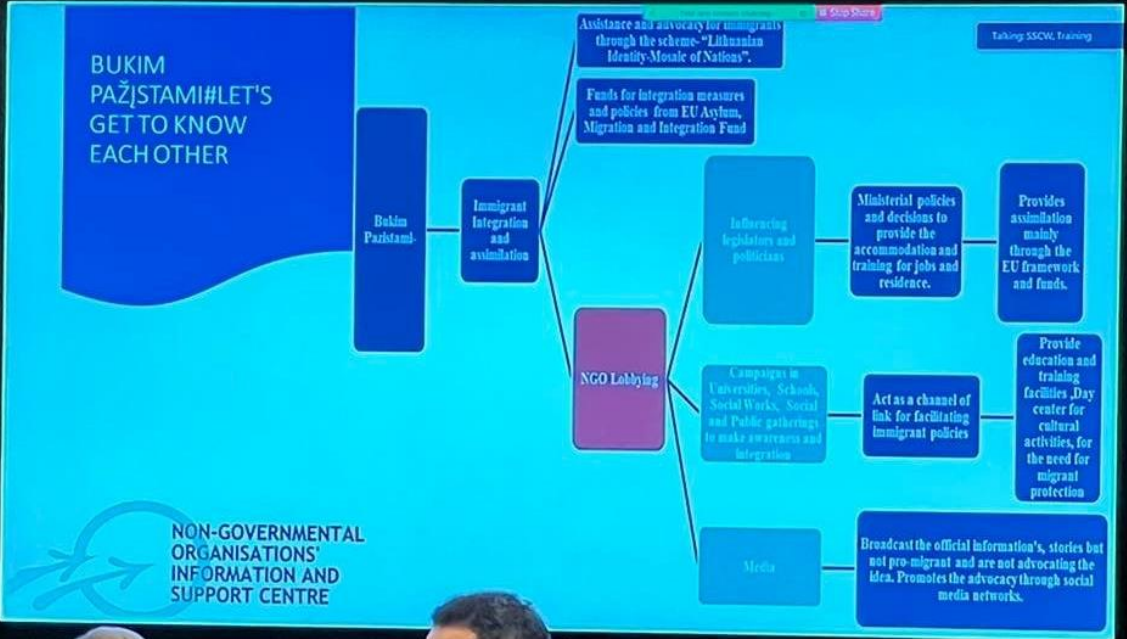 Stop Share
Talking: SSCW, Training
BUKIM
PAŽĮSTAMI#LET'S
GET TO KNOW
EACH OTHER
Assistance and advocacy for immigrants
through the scheme-"Lithuanian
Identity-Mosaic of Nations".
Funds for integration measures
and policies from EU Asylum,
Migration and Integration Fund
Bukim
Pazistami-
Immigrant
Integration
and
assimilation
NGO Lobbying
Influencing
legislators and
politicians
Ministerial policies
and decisions to
provide the
accommodation and
training for jobs and
residence.
Provides
assimilation
mainly
through the
EU framework
and funds.
Campaigns in
Universities, Schools,
Social Works, Social
and Public gatherings
to make awareness and
integration
Act as a channel of
link for facilitating
immigrant policies
Provide
education and
training
facilities ,Day
center for
cultural
activities, for
the need for
migrant
protection
Media
Broadcast the official information's, stories but
not pro-migrant and are not advocating the
idea. Promotes the advocacy through social
media networks.
NON-GOVERNMENTAL
ORGANISATIONS'
INFORMATION AND
SUPPORT CENTRE